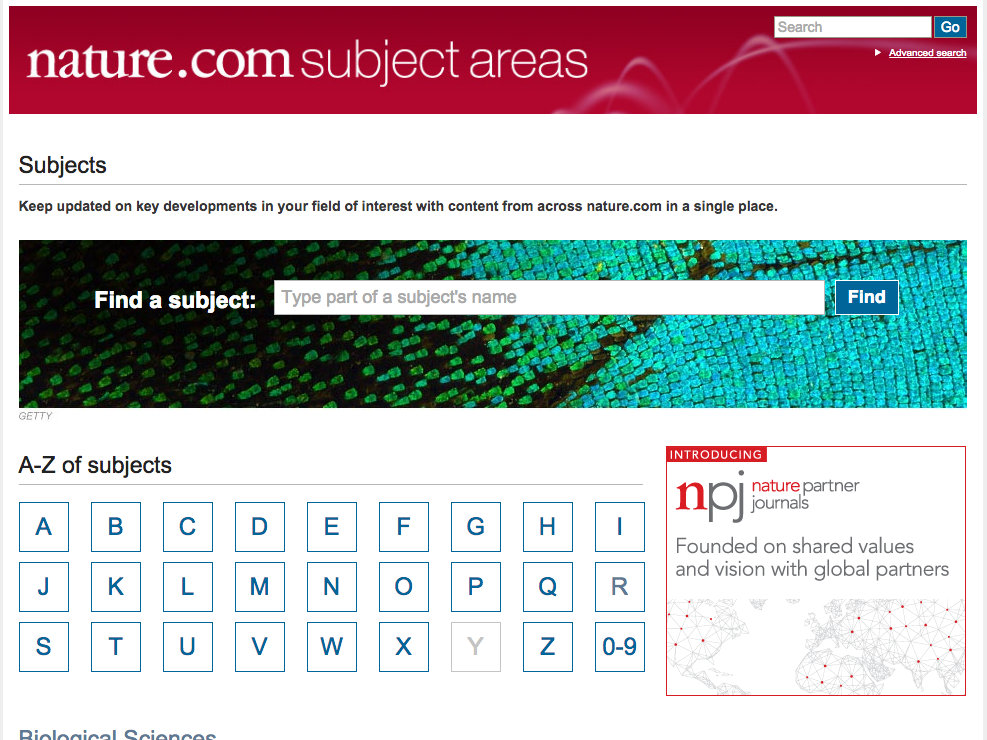 Search
Go
Advanced search
nature.com subject areas
Subjects
Keep updated on key developments in your field of interest with content from across nature.com in a single place.
Find a subject: Type part of a subject's name Find
GETTY
A-Z of subjects
A B C D E F G H I
J K L M N O P Q R
S T U V W X Y Z 0-9
INTRODUCING
npj nature partner
journals
Founded on shared values
and vision with global partners
Biological Sciences